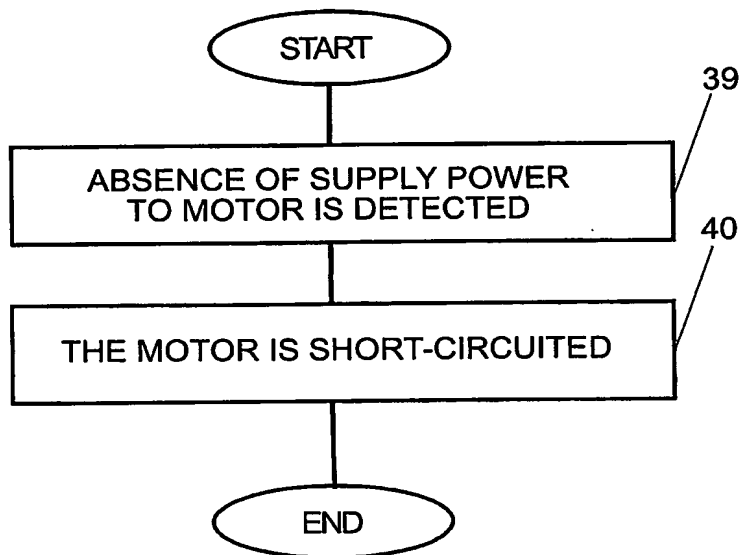 START
39
ABSENCE OF SUPPLY POWER
TO MOTOR IS DETECTED
40
THE MOTOR IS SHORT-CIRCUITED
END